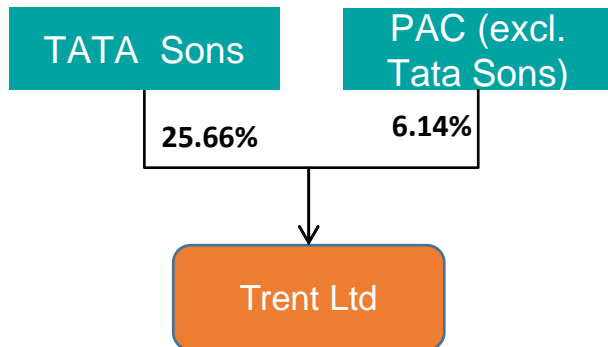 TATA Sons
PAC (excl.
Tata Sons)
25.66%
6.14%
Trent Ltd